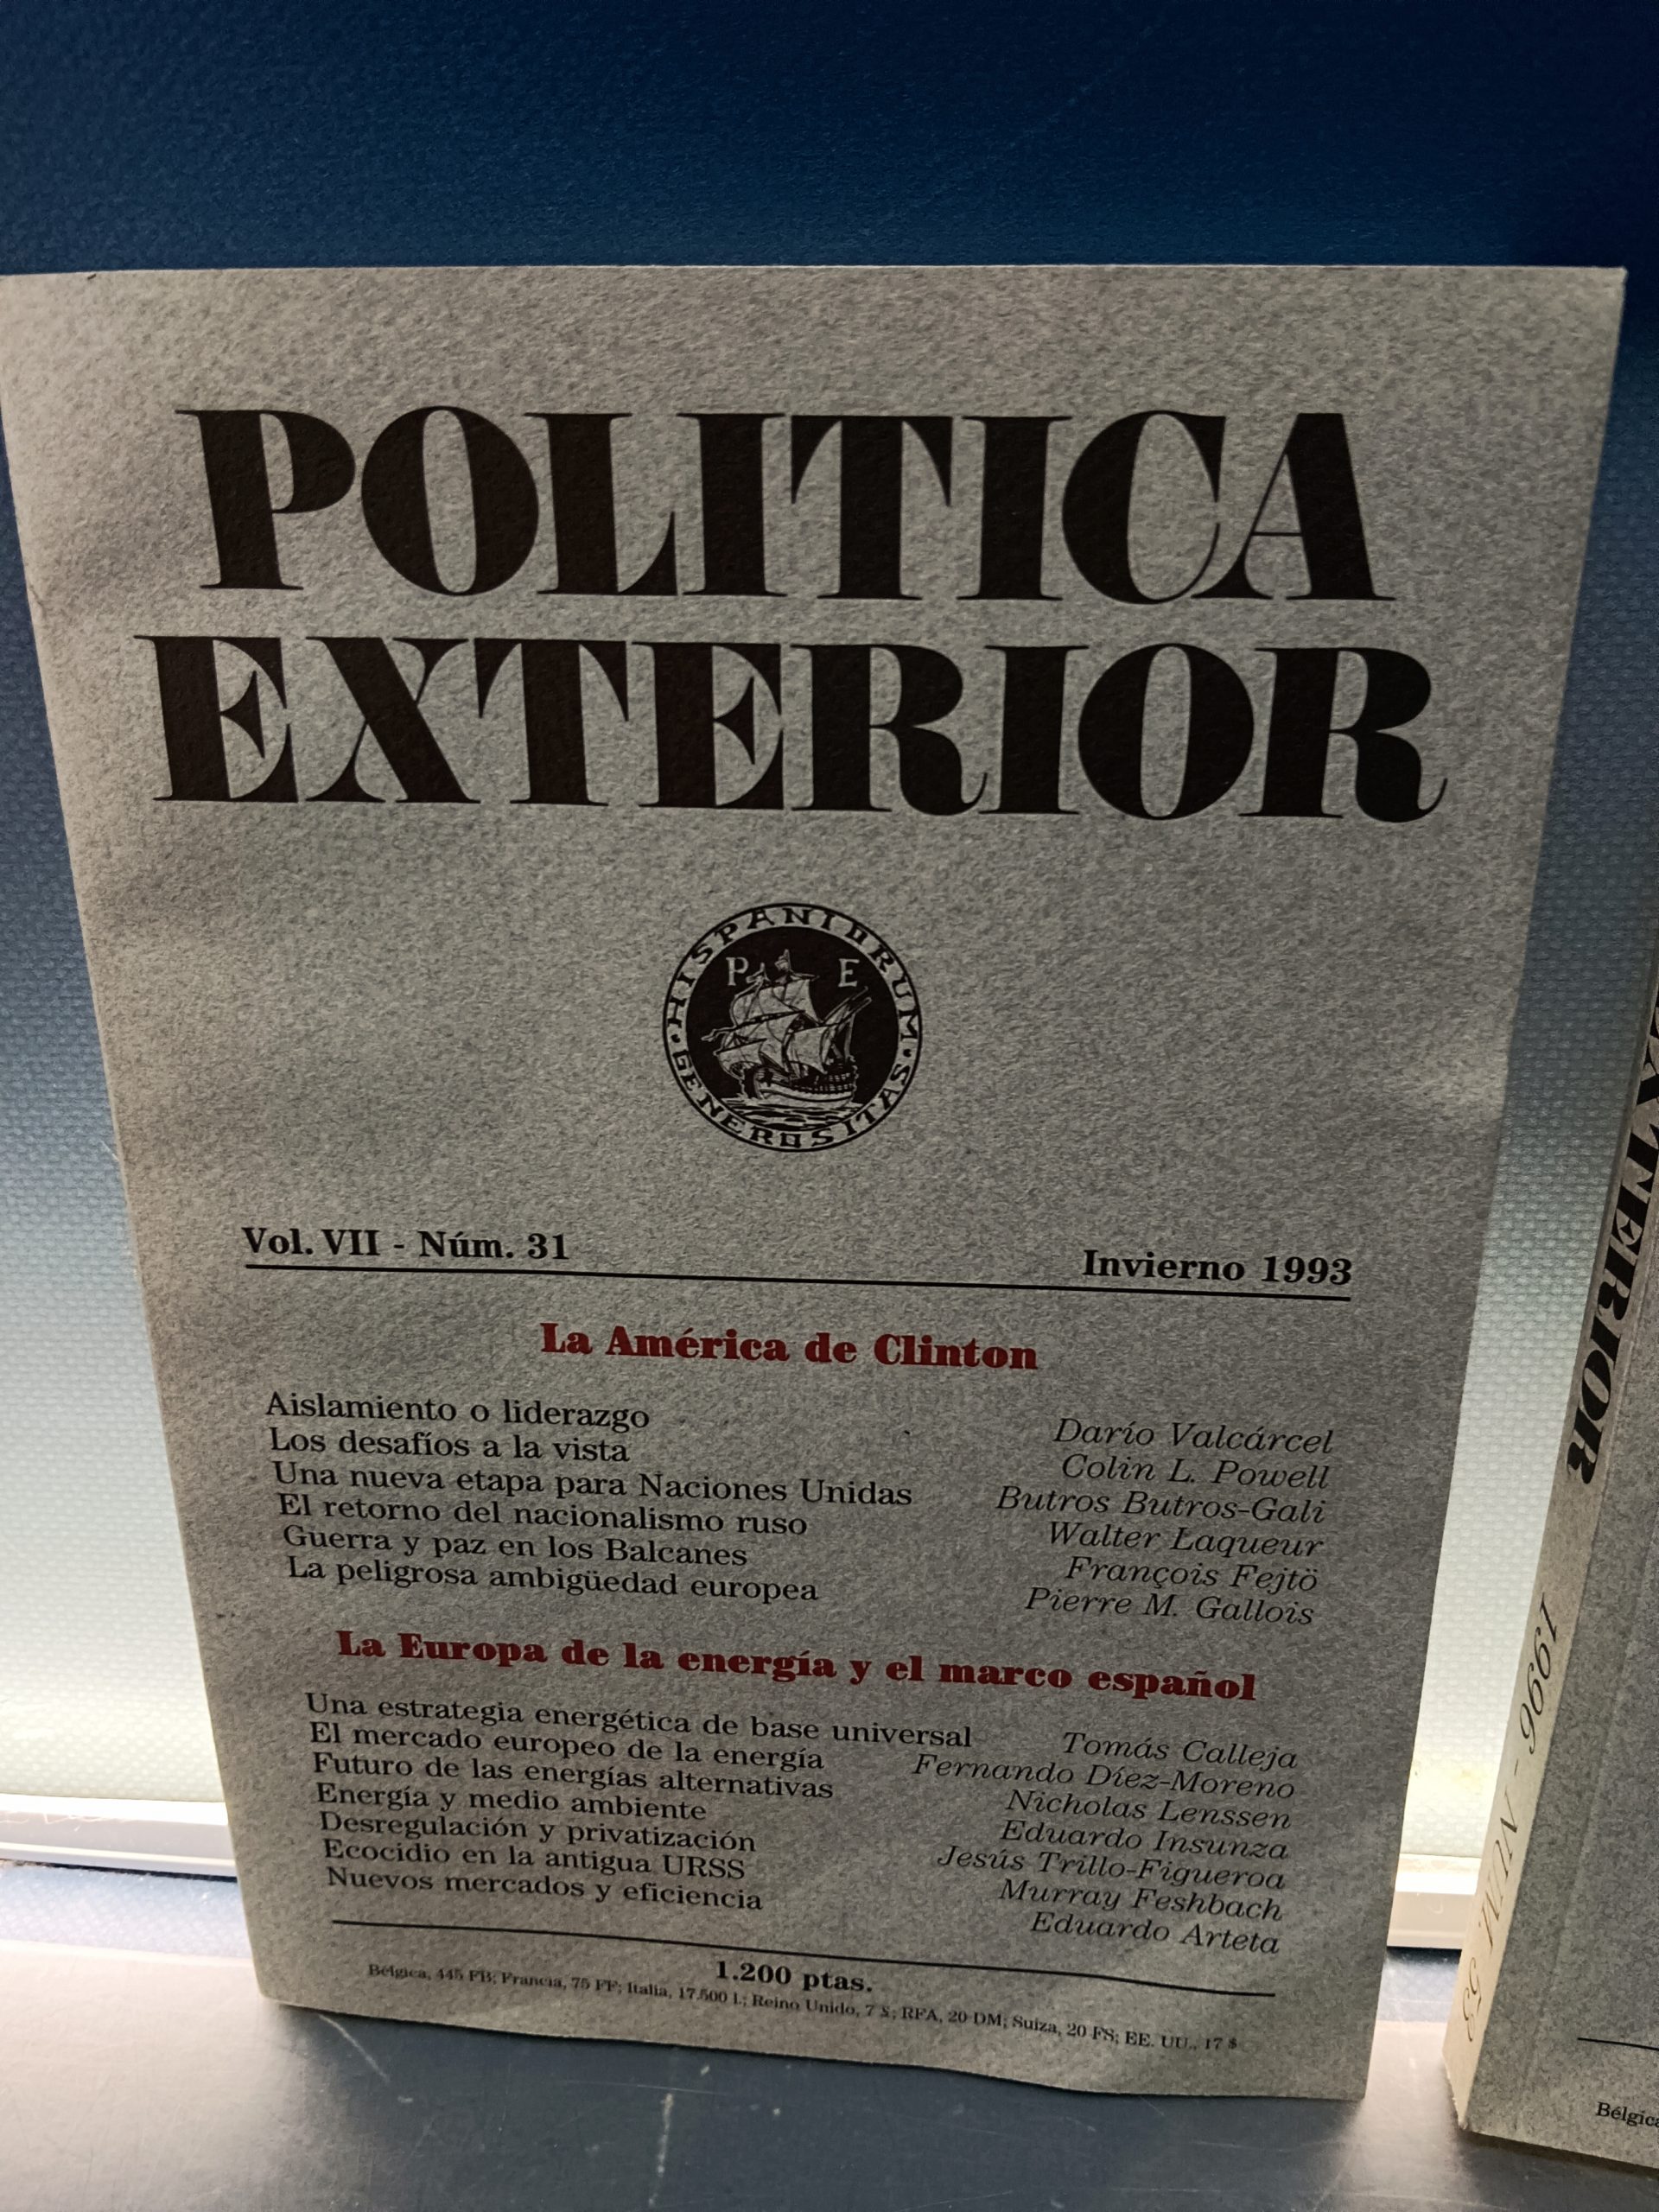 POLITICA
EXTERIOR
HISPANIORUM · GENEROSITAS ·
P E
Vol. VII - Núm. 31 Invierno 1993
La América de Clinton
Aislamiento o liderazgo Darío Valcárcel
Los desafíos a la vista Colin L. Powell
Una nueva etapa para Naciones Unidas Butros Butros-Gali
El retorno del nacionalismo ruso Walter Laqueur
Guerra y paz en los Balcanes François Fejtö
La peligrosa ambigüedad europea Pierre M. Gallois
La Europa de la energía y el marco español
Una estrategia energética de base universal Tomás Calleja
El mercado europeo de la energía Fernando Díez-Moreno
Futuro de las energías alternativas Nicholas Lenssen
Energía y medio ambiente Eduardo Insunza
Desregulación y privatización Jesús Trillo-Figueroa
Ecocidio en la antigua URSS Murray Feshbach
Nuevos mercados y eficiencia Eduardo Arteta
1.200 ptas.
Bélgica, 445 FB; Francia, 75 FF; Italia, 17.500 L; Reino Unido, 7 £; RFA, 20 DM; Suiza, 20 FS; EE. UU., 17 $
EXTERIOR
1996 - NUM. 53